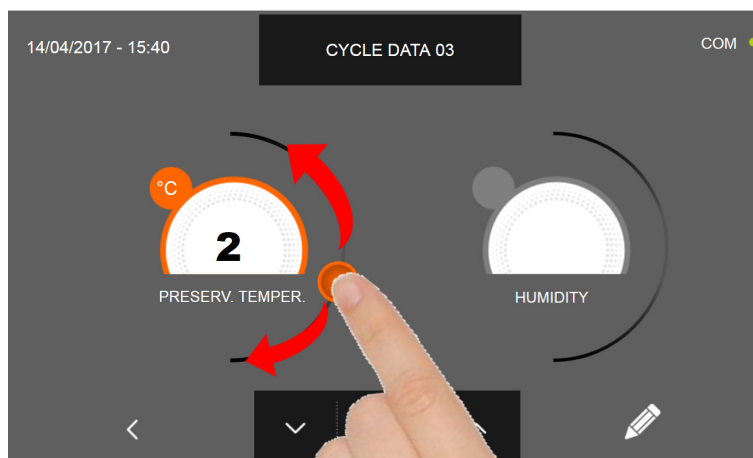 14/04/2017 - 15:40
CYCLE DATA 03
COM
°C
2
PRESERV. TEMPER.
HUMIDITY